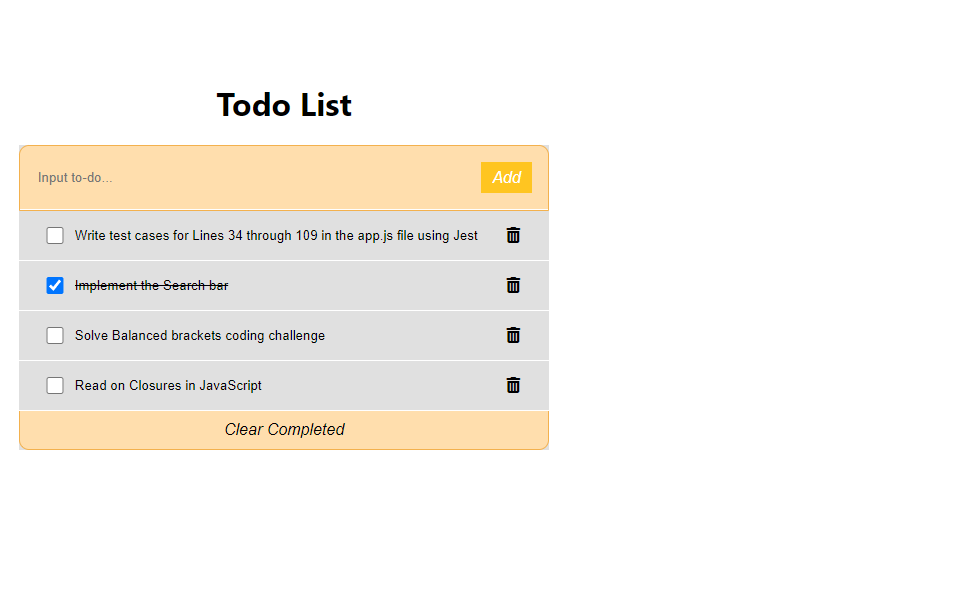 Todo List
Input to-do...
Add
Write test cases for Lines 34 through 109 in the app.js file using Jest
Implement the Search bar
Solve Balanced brackets coding challenge
Read on Closures in JavaScript
Clear Completed